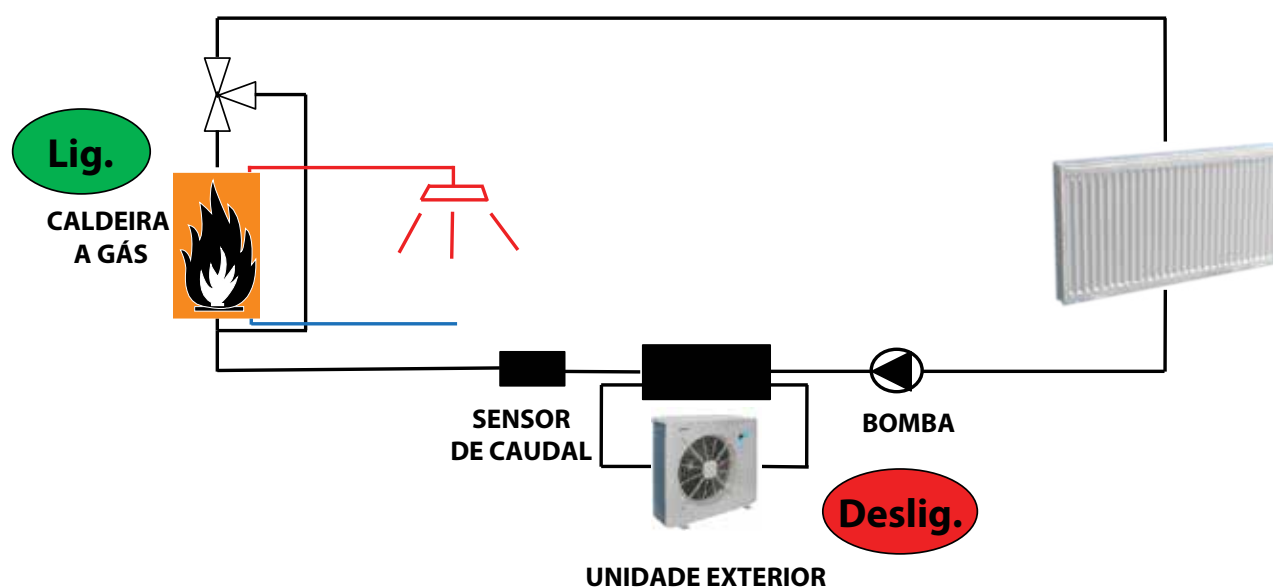 Lig.
CALDEIRA
A GÁS
SENSOR
DE CAUDAL
BOMBA
Deslig.
UNIDADE EXTERIOR